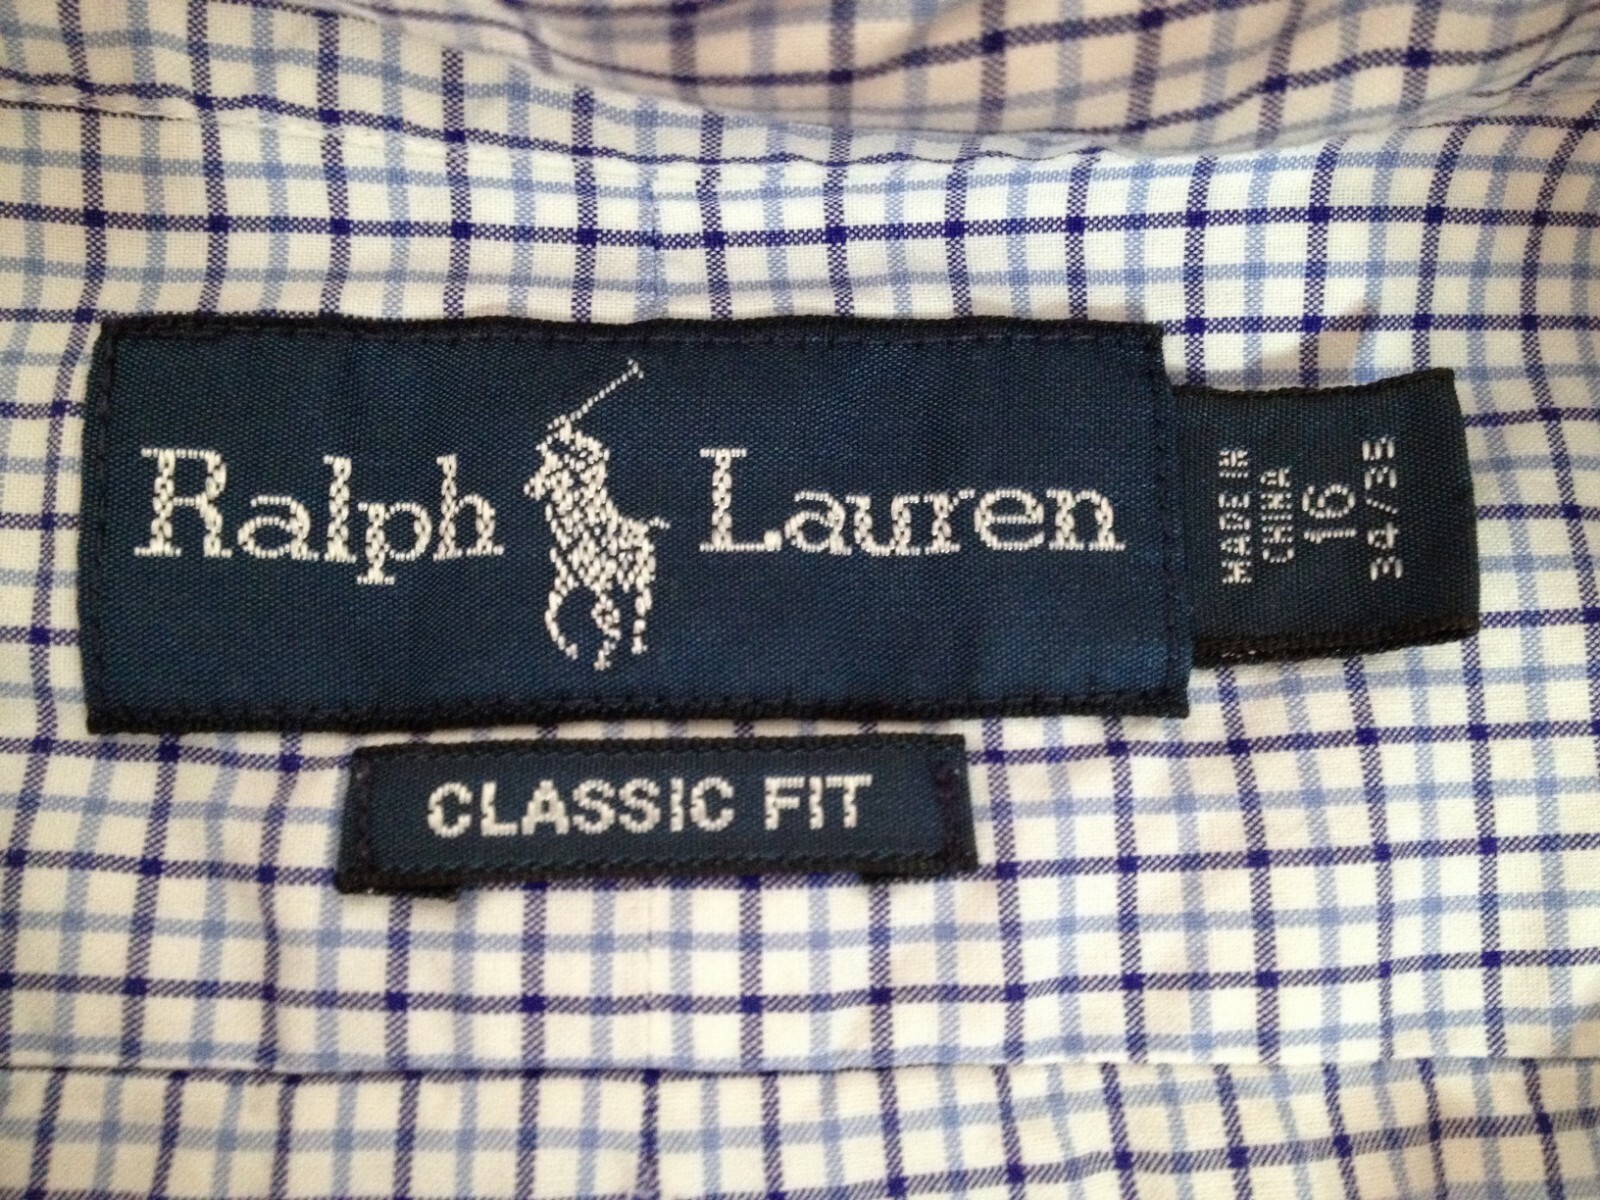 Ralph Lauren
CLASSIC FIT
MADE IN
CHINA
16
34/35